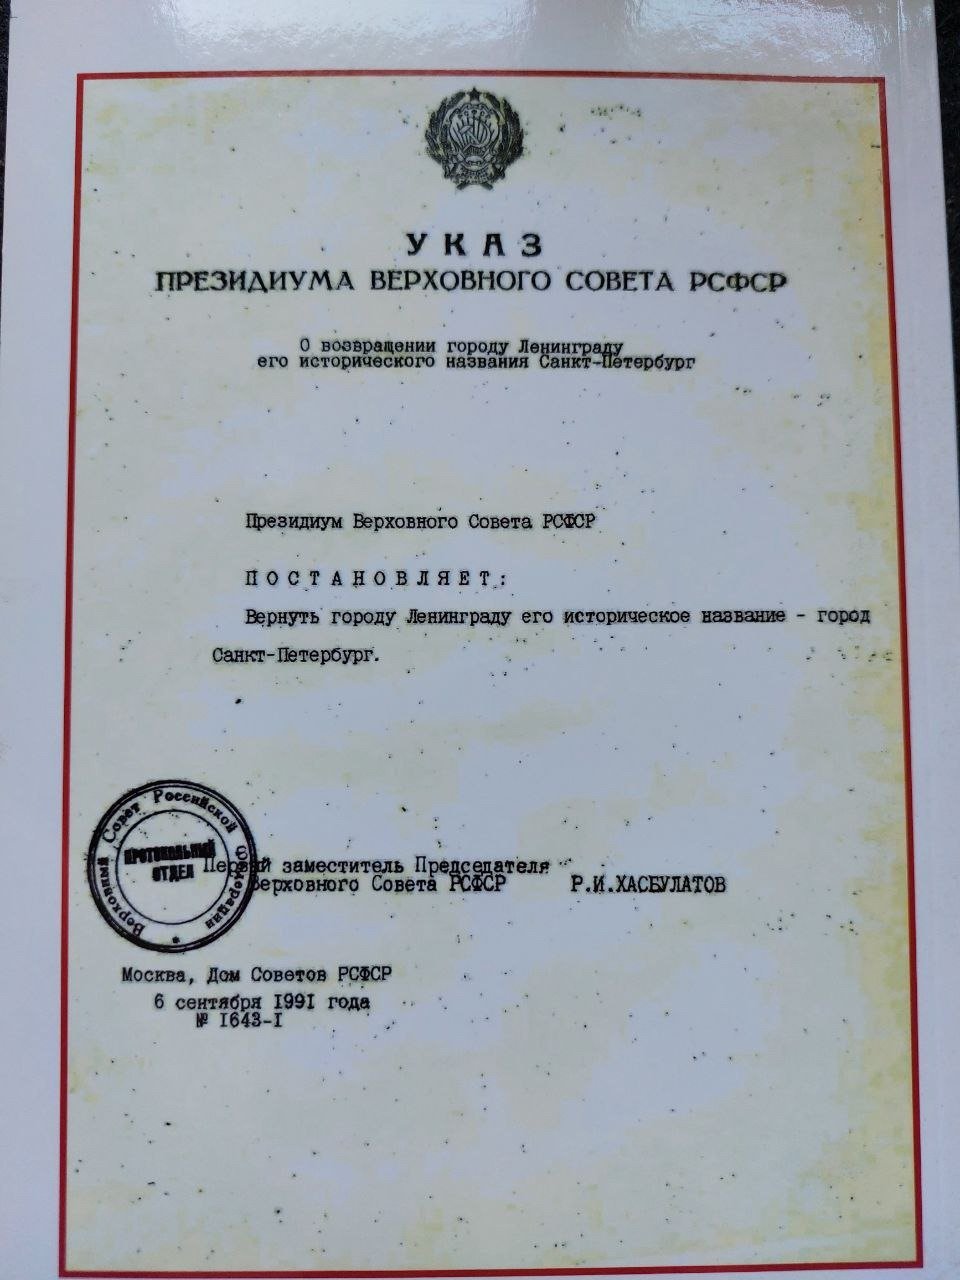 УКАЗ
ПРЕЗИДИУМА ВЕРХОВНОГО СОВЕТА РСФСР
О возвращении городу Ленинграду
его исторического названия Санкт-Петербург
Президиум Верховного Совета РСФСР
ПОСТАНОВЛЯЕТ:
Вернуть городу Ленинграду его историческое название - город
Санкт-Петербург.
Верховный Совет Российской Федерации
ПРОТОКОЛЬНЫЙ
ОТДЕЛ
Первый заместитель Председателя
Верховного Совета РСФСР Р.И.ХАСБУЛАТОВ
Москва, Дом Советов РСФСР
6 сентября 1991 года
№ 1643-1